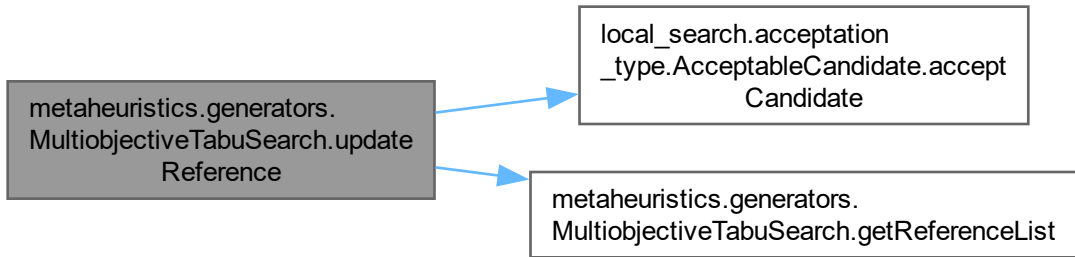 metaheuristics.generators.
MultiobjectiveTabuSearch.update
Reference
local_search.acceptation
_type.AcceptableCandidate.accept
Candidate
metaheuristics.generators.
MultiobjectiveTabuSearch.getReferenceList